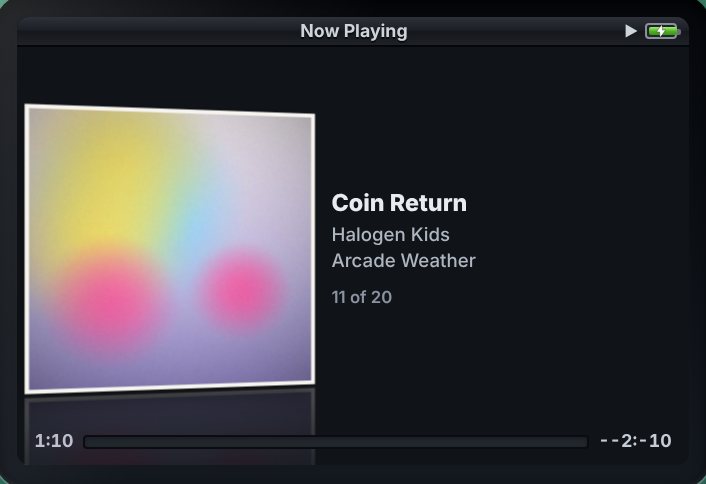 Now Playing
Coin Return
Halogen Kids
Arcade Weather
11 of 20
1:10
--2:-10